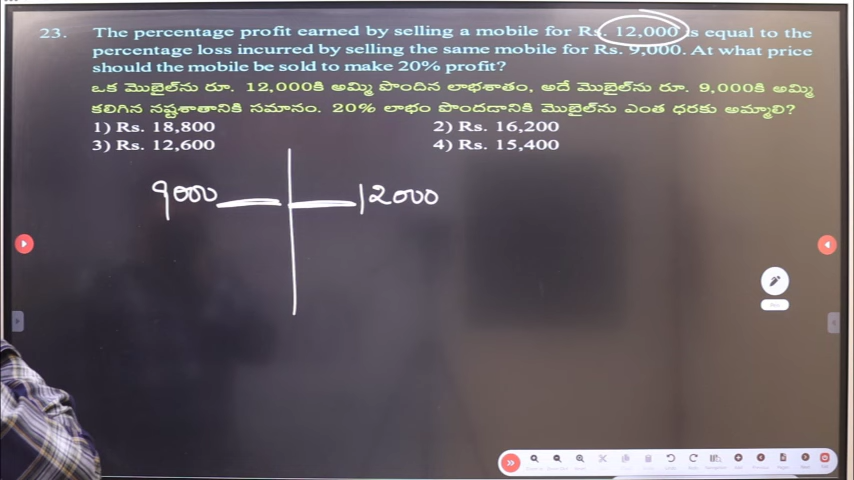 23. The percentage profit earned by selling a mobile for Rs. 12,000 is equal to the
percentage loss incurred by selling the same mobile for Rs. 9,000. At what price
should the mobile be sold to make 20% profit?
ఒక మొబైల్‌ను రూ. 12,000కి అమ్మి పొందిన లాభశాతం, అదే మొబైల్‌ను రూ. 9,000కి అమ్మి
కలిగిన నష్టశాతానికి సమానం. 20% లాభం పొందడానికి మొబైల్‌ను ఎంత ధరకు అమ్మాలి?
1) Rs. 18,800 2) Rs. 16,200
3) Rs. 12,600 4) Rs. 15,400
9000 12000